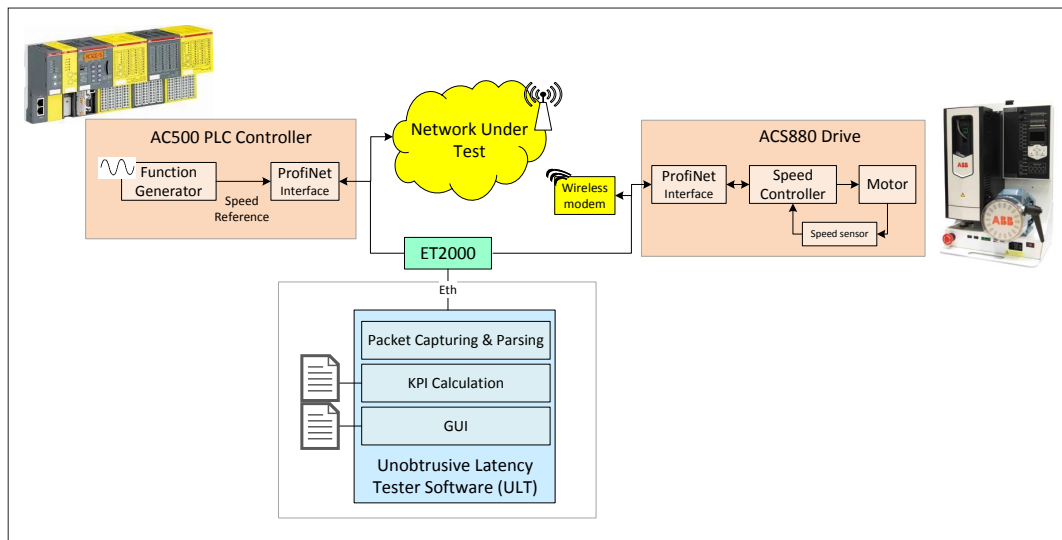 AC500 PLC Controller
Function
Generator
ProfiNet
Interface
Speed
Reference
Network Under
Test
Wireless
modem
ACS880 Drive
ProfiNet
Interface
Speed
Controller
Motor
Speed sensor
ABB
ABB
ET2000
Eth
Packet Capturing & Parsing
KPI Calculation
GUI
Unobtrusive Latency
Tester Software (ULT)